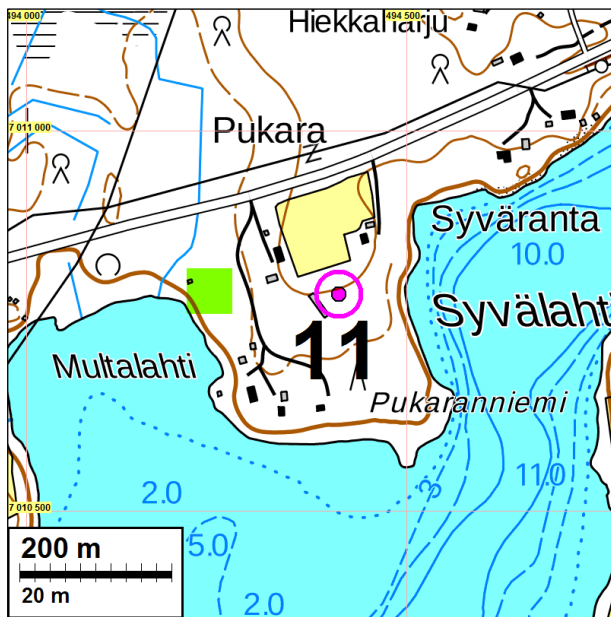 494 000
494 500
Hiekkaharju
7 011 000
Pukara
Z
Syväranta
10.0
Syvälahti
11
Multalahti
Pukaranniemi
3
11.0
2.0
7 010 500
5.0
2.0
200 m
20 m